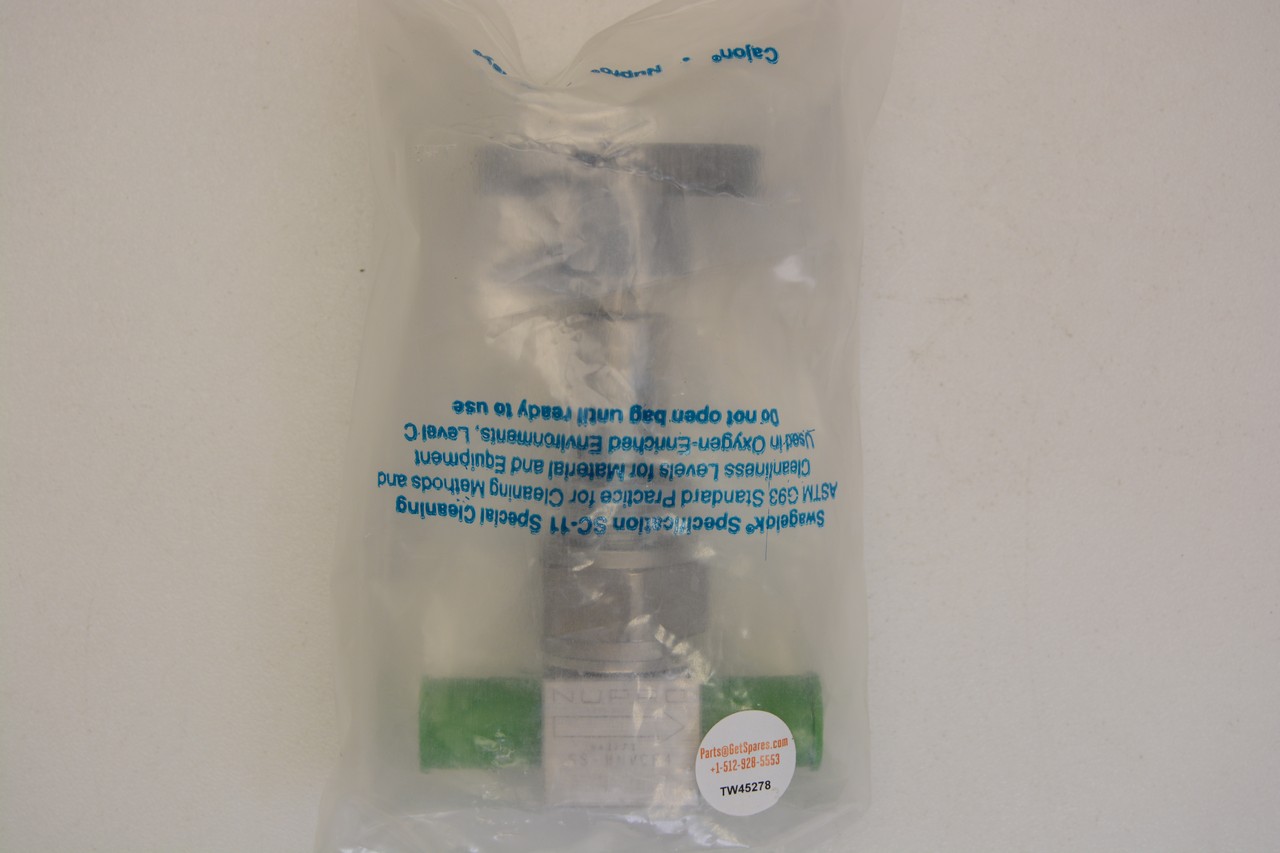 Cajon® • Nupro®
Swagelok® Specification SC-11 Special Cleaning
ASTM G93 Standard Practice for Cleaning Methods and
Cleanliness Levels for Material and Equipment
Used in Oxygen-Enriched Environments, Level C
Do not open bag until ready to use
NUPRO
Parts@GetSpares.com
+1-512-928-5553
TW45278